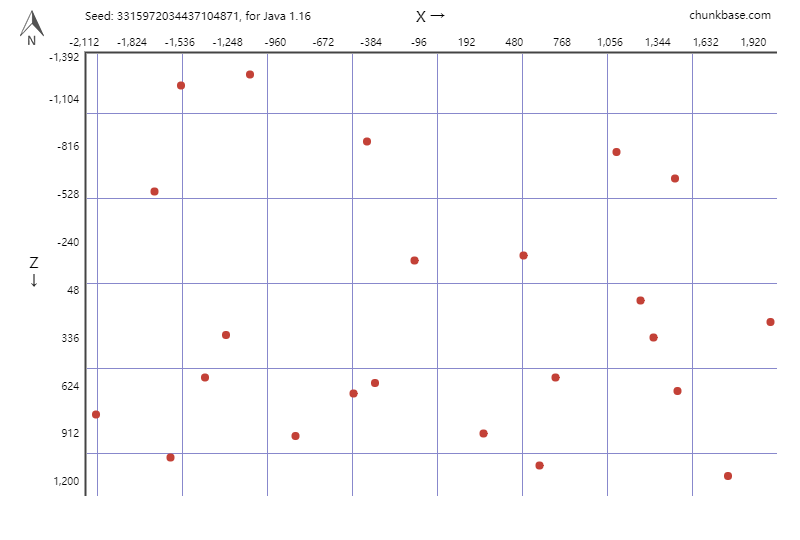 Seed: 3315972034437104871, for Java 1.16
X →
chunkbase.com
N
-2,112 -1,824 -1,536 -1,248 -960 -672 -384 -96 192 480 768 1,056 1,344 1,632 1,920
-1,392
-1,104
-816
-528
-240
Z
↓
48
336
624
912
1,200